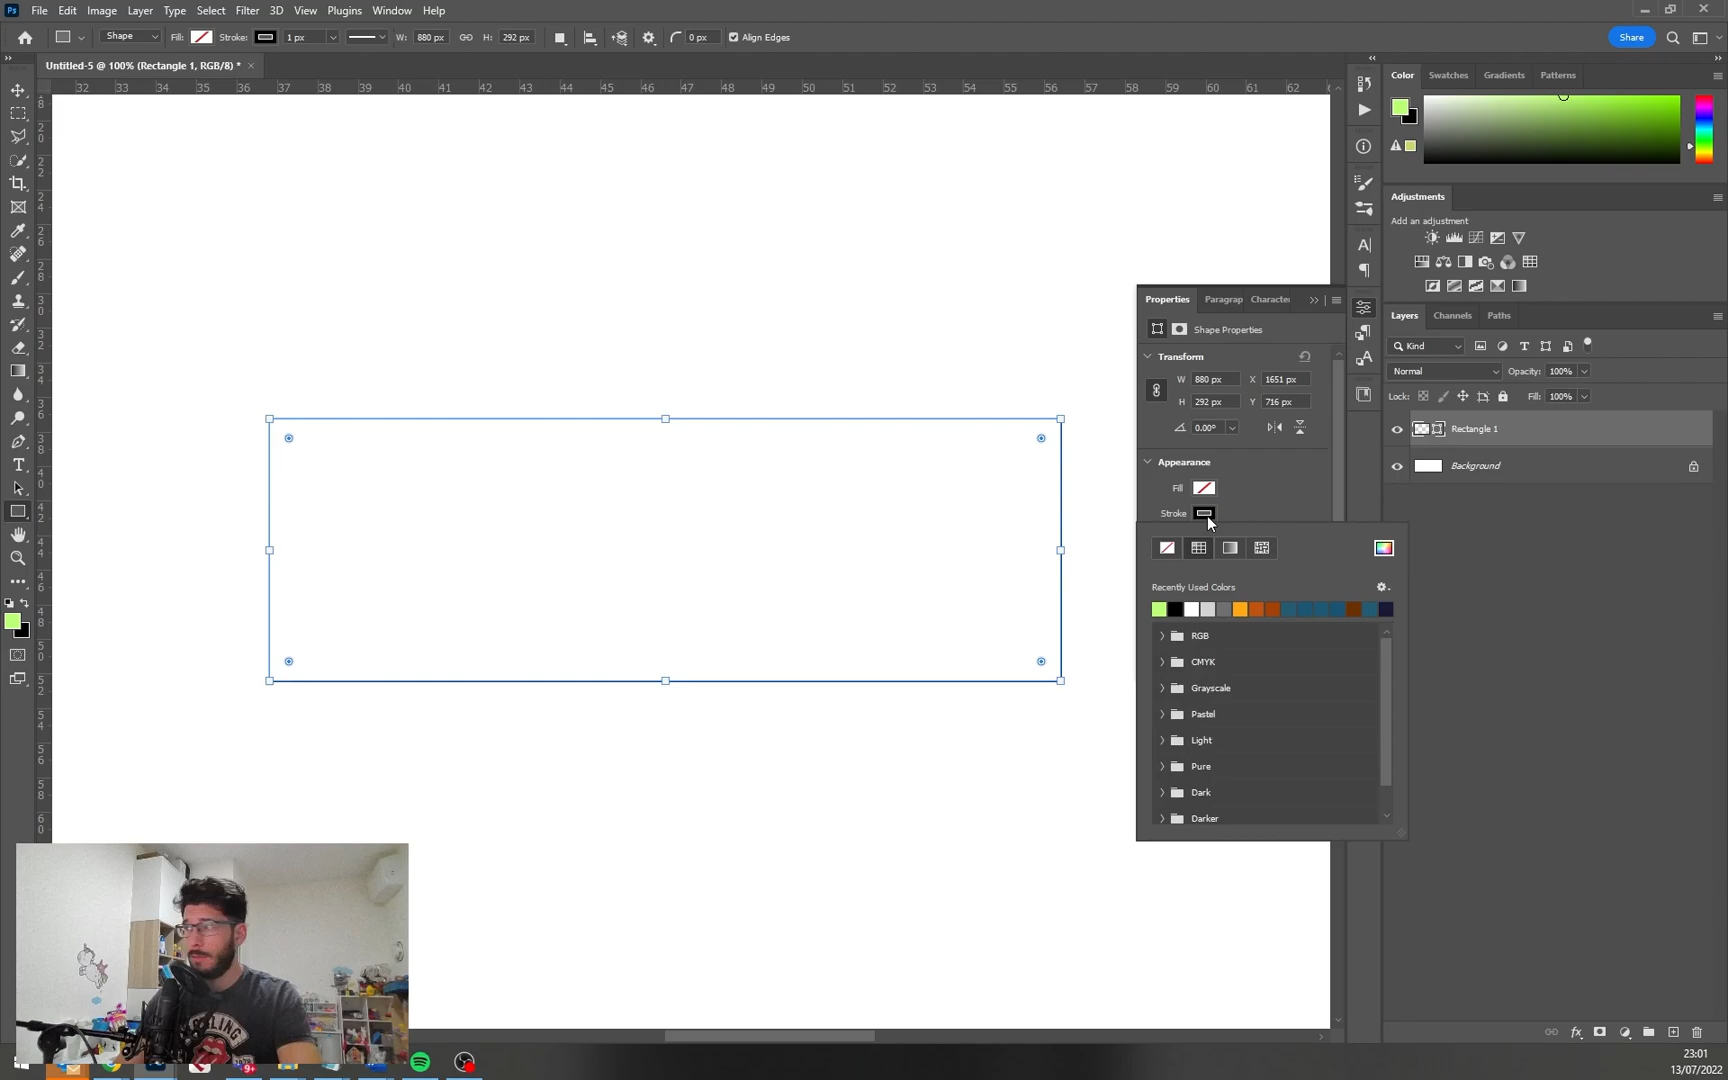 Ps File Edit Image Layer Type Select Filter 3D View Plugins Window Help
Shape Fill: Stroke: 1 px W: 880 px H: 292 px 0 px Align Edges Share
Untitled-5 @ 100% (Rectangle 1, RGB/8) * ×
32 33 34 35 36 37 38 39 40 41 42 43 44 45 46 47 48 49 50 51 52 53 54 55 56 57 58 59 60 61 62
Color Swatches Gradients Patterns
Adjustments
Add an adjustment
Properties Paragrap Characte
Shape Properties
Transform
W 880 px X 1651 px
H 292 px Y 716 px
0.00°
Appearance
Fill
Stroke
Recently Used Colors
RGB
CMYK
Grayscale
Pastel
Light
Pure
Dark
Darker
Layers Channels Paths
Kind
Normal Opacity: 100%
Lock: Fill: 100%
Rectangle 1
Background
fx
9+
23:01
13/07/2022